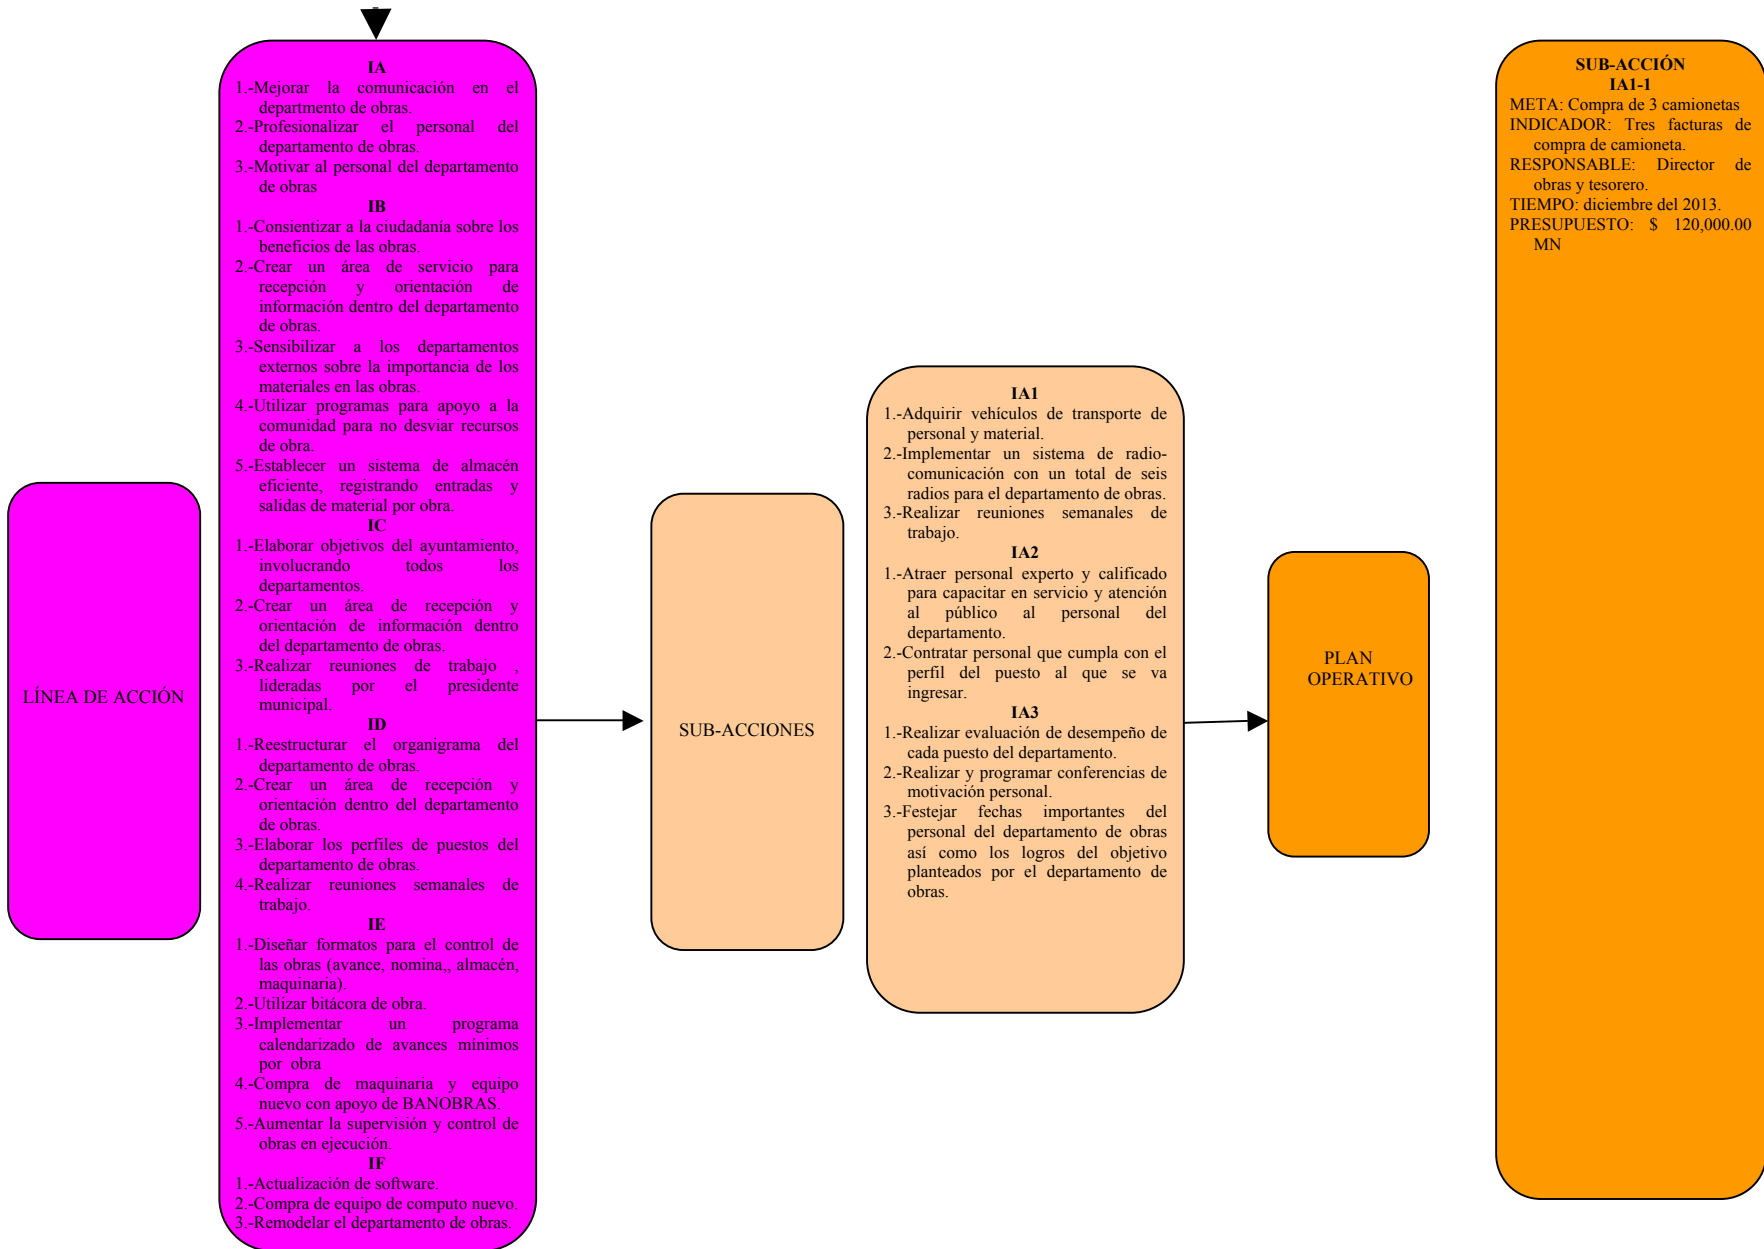 LÍNEA DE ACCIÓN
IA
1.-Mejorar la comunicación en el
departmento de obras.
2.-Profesionalizar el personal del
departamento de obras.
3.-Motivar al personal del departamento
de obras
IB
1.-Consientizar a la ciudadanía sobre los
beneficios de las obras.
2.-Crear un área de servicio para
recepción y orientación de
información dentro del departamento
de obras.
3.-Sensibilizar a los departamentos
externos sobre la importancia de los
materiales en las obras.
4.-Utilizar programas para apoyo a la
comunidad para no desviar recursos
de obra.
5.-Establecer un sistema de almacén
eficiente, registrando entradas y
salidas de material por obra.
IC
1.-Elaborar objetivos del ayuntamiento,
involucrando todos los
departamentos.
2.-Crear un área de recepción y
orientación de información dentro
del departamento de obras.
3.-Realizar reuniones de trabajo ,
lideradas por el presidente
municipal.
ID
1.-Reestructurar el organigrama del
departamento de obras.
2.-Crear un área de recepción y
orientación dentro del departamento
de obras.
3.-Elaborar los perfiles de puestos del
departamento de obras.
4.-Realizar reuniones semanales de
trabajo.
IE
1.-Diseñar formatos para el control de
las obras (avance, nomina,, almacén,
maquinaria).
2.-Utilizar bitácora de obra.
3.-Implementar un programa
calendarizado de avances mínimos
por obra
4.-Compra de maquinaria y equipo
nuevo con apoyo de BANOBRAS.
5.-Aumentar la supervisión y control de
obras en ejecución.
IF
1.-Actualización de software.
2.-Compra de equipo de computo nuevo.
3.-Remodelar el departamento de obras.
SUB-ACCIONES
IA1
1.-Adquirir vehículos de transporte de
personal y material.
2.-Implementar un sistema de radio-
comunicación con un total de seis
radios para el departamento de obras.
3.-Realizar reuniones semanales de
trabajo.
IA2
1.-Atraer personal experto y calificado
para capacitar en servicio y atención
al público al personal del
departamento.
2.-Contratar personal que cumpla con el
perfil del puesto al que se va
ingresar.
IA3
1.-Realizar evaluación de desempeño de
cada puesto del departamento.
2.-Realizar y programar conferencias de
motivación personal.
3.-Festejar fechas importantes del
personal del departamento de obras
así como los logros del objetivo
planteados por el departamento de
obras.
PLAN
OPERATIVO
SUB-ACCIÓN
IA1-1
META: Compra de 3 camionetas
INDICADOR: Tres facturas de
compra de camioneta.
RESPONSABLE: Director de
obras y tesorero.
TIEMPO: diciembre del 2013.
PRESUPUESTO: $ 120,000.00
MN